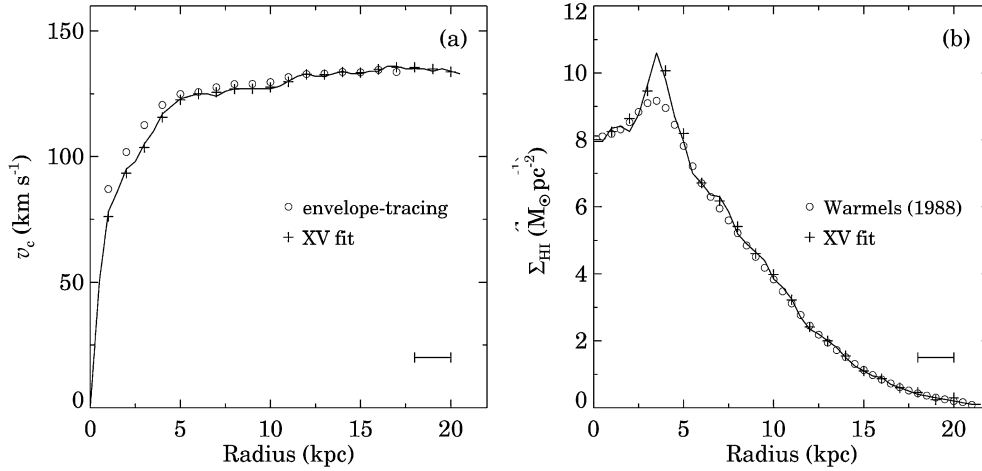 (a)
150
100
50
0
v_c (km s⁻¹)
○ envelope-tracing
+ XV fit
0 5 10 15 20
Radius (kpc)
(b)
12
10
8
6
4
2
0
Σ_HI (M_⊙ pc⁻²)
○ Warmels (1988)
+ XV fit
0 5 10 15 20
Radius (kpc)